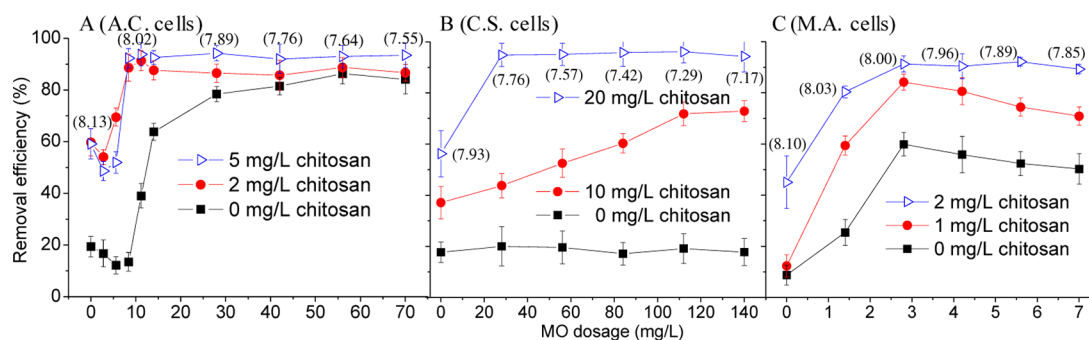 A (A.C. cells)
B (C.S. cells)
C (M.A. cells)
Removal efficiency (%)
100
80
60
40
20
0
(8.13)
(8.02)
(7.89)
(7.76)
(7.64)
(7.55)
5 mg/L chitosan
2 mg/L chitosan
0 mg/L chitosan
0 10 20 30 40 50 60 70
(7.93)
(7.76)
(7.57)
(7.42)
(7.29)
(7.17)
20 mg/L chitosan
10 mg/L chitosan
0 mg/L chitosan
0 20 40 60 80 100 120 140
MO dosage (mg/L)
(8.10)
(8.03)
(8.00)
(7.96)
(7.89)
(7.85)
2 mg/L chitosan
1 mg/L chitosan
0 mg/L chitosan
0 1 2 3 4 5 6 7